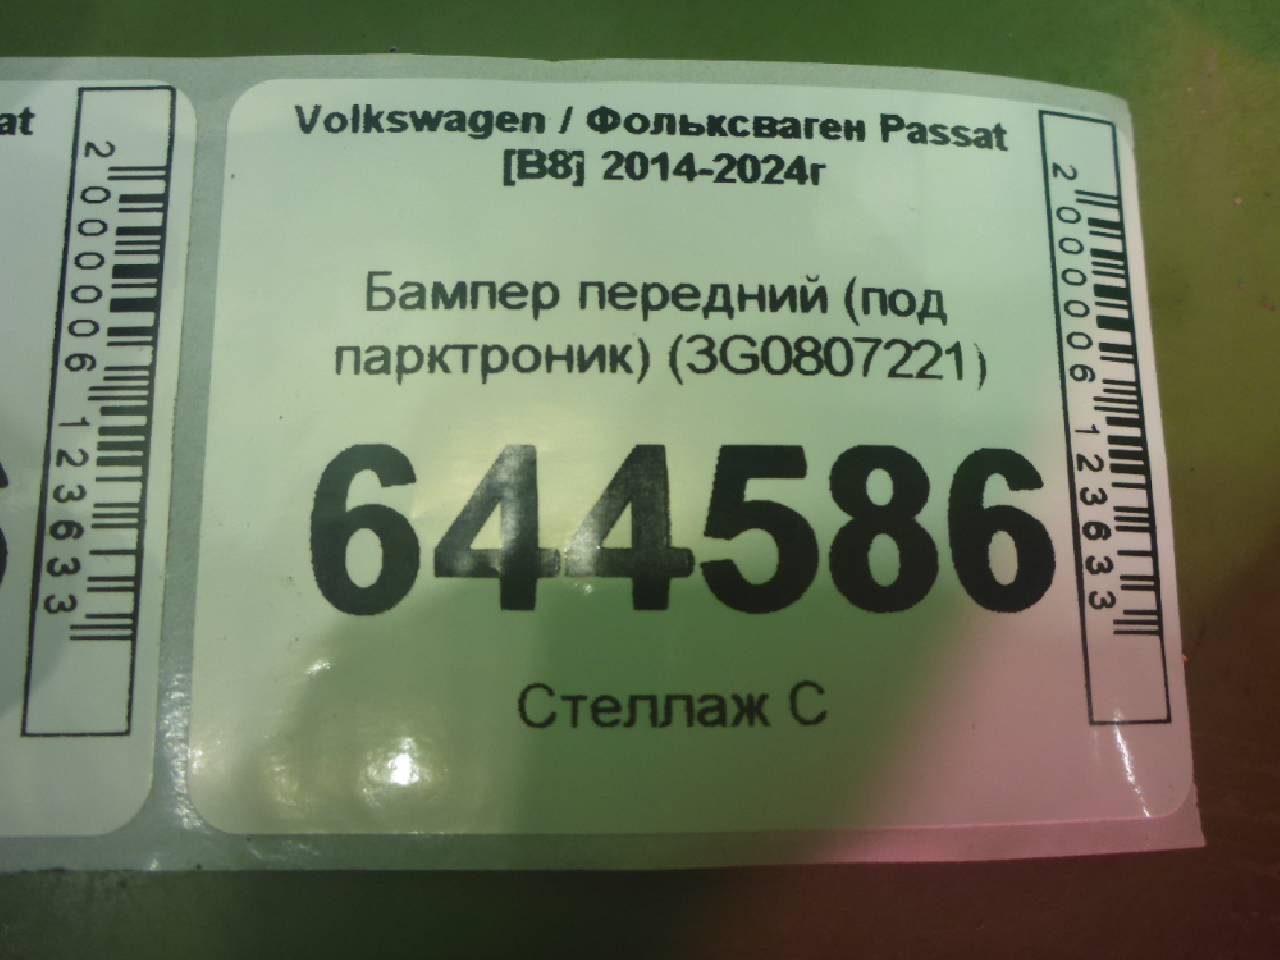 at
2000006123633
Volkswagen / Фольксваген Passat
[B8] 2014-2024г
Бампер передний (под
парктроник) (3G0807221)
644586
Стеллаж С
2000006123633